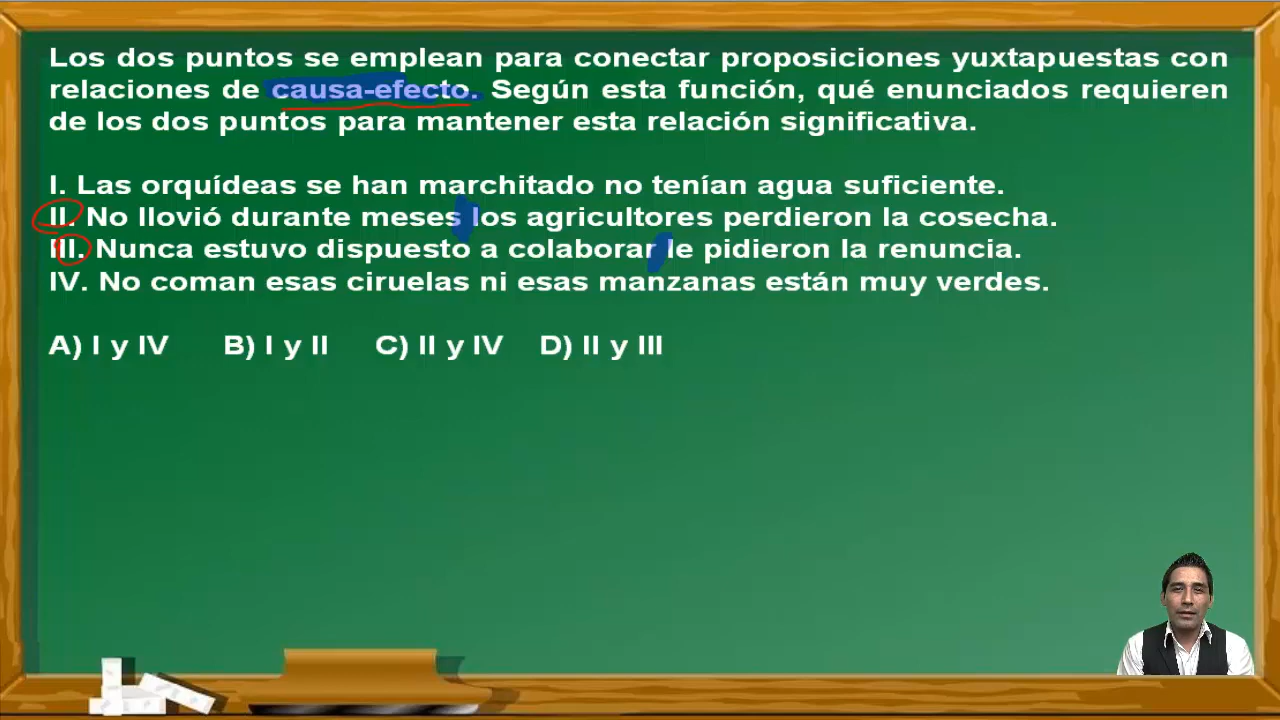 Los dos puntos se emplean para conectar proposiciones yuxtapuestas con
relaciones de causa-efecto. Según esta función, qué enunciados requieren
de los dos puntos para mantener esta relación significativa.
I. Las orquídeas se han marchitado no tenían agua suficiente.
II. No llovió durante meses los agricultores perdieron la cosecha.
III. Nunca estuvo dispuesto a colaborar le pidieron la renuncia.
IV. No coman esas ciruelas ni esas manzanas están muy verdes.
A) I y IV B) I y II C) II y IV D) II y III